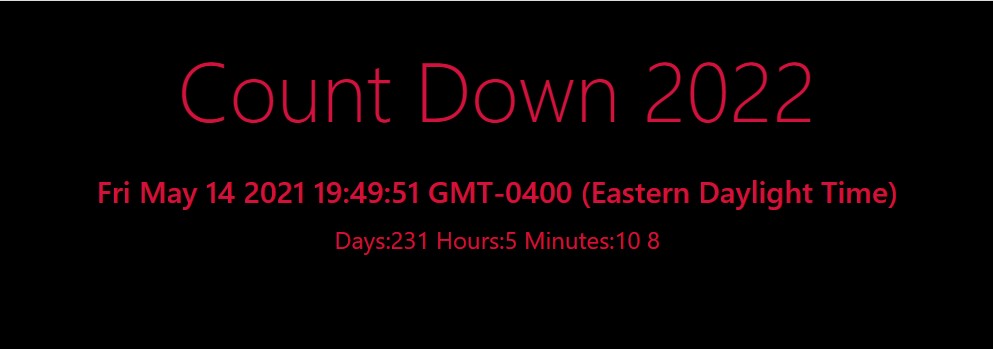 Count Down 2022
Fri May 14 2021 19:49:51 GMT-0400 (Eastern Daylight Time)
Days:231 Hours:5 Minutes:10 8